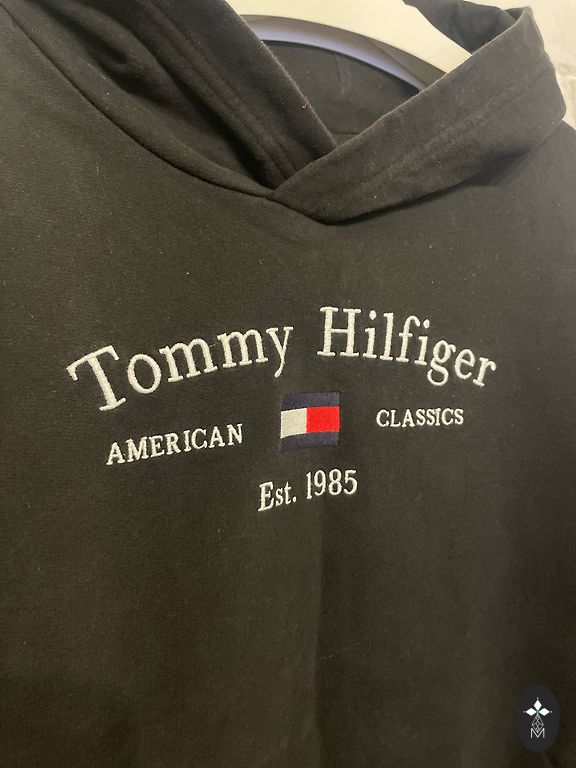 Tommy Hilfiger
AMERICAN CLASSICS
Est. 1985